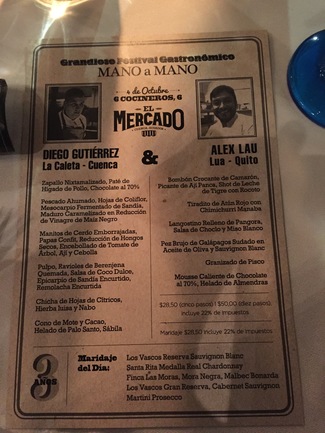 Grandioso Festival Gastronómico
MANO a MANO
4 de Octubre
6 COCINEROS, 6
EL
MERCADO
DIEGO GUTIÉRREZ
La Caleta - Cuenca
&
ALEX LAU
Lua - Quito
Zapallo Nixtamalizado, Paté de
Hígado de Pollo, Chocolate al 70%
Pescado Ahumado, Hojas de Coliflor,
Mesocarpio Fermentado de Sandía,
Maduro Caramelizado en Reducción
de Vinagre de Maíz Negro
Manitos de Cerdo Emborrajadas,
Papas Confit, Reducción de Hongos
Secos, Encebollado de Tomate de
Árbol, Ají y Cebolla
Pulpo, Ravioles de Berenjena
Quemada, Salsa de Coco Dulce,
Epicarpio de Sandía Encurtido,
Remolacha Encurtida
Chicha de Hojas de Cítricos,
Hierba luisa y Nabo
Cono de Mote y Cacao,
Helado de Palo Santo, Sábila
Bombón Crocante de Camarón,
Picante de Ají Panca, Shot de Leche
de Tigre con Rocoto
Tiradito de Atún Rojo con
Chimichurri Manaba
Langostino Relleno de Pangora,
Salsa de Choclo y Miso Blanco
Pez Brujo de Galápagos Sudado en
Aceite de Oliva y Sauvignon Blanc
Granizado de Pisco
Mousse Caliente de Chocolate
al 70%, Helado de Almendras
$28,50 (cinco pasos) | $50,00 (diez pasos),
incluye 22% de impuestos
Maridaje $28,50 incluye 22% de impuestos
3
AÑOS
Maridaje
del Día:
Los Vascos Reserva Sauvignon Blanc
Santa Rita Medalla Real Chardonnay
Finca Las Moras, Mora Negra, Malbec Bonarda
Los Vascos Gran Reserva, Cabernet Sauvignon
Martini Prosecco